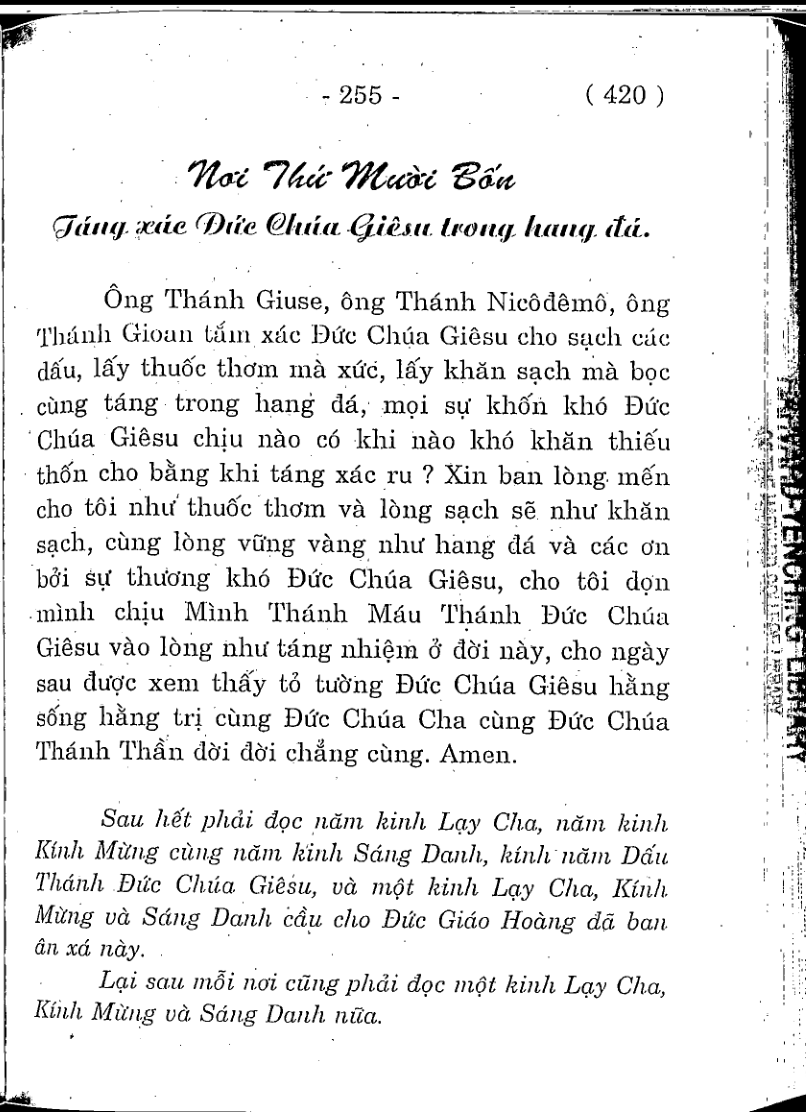 - 255 - ( 420 )
Nơi Thứ Mười Bốn
Táng xác Đức Chúa Giêsu trong hang đá.
Ông Thánh Giuse, ông Thánh Nicôđêmô, ông
Thánh Gioan tắm xác Đức Chúa Giêsu cho sạch các
dấu, lấy thuốc thơm mà xức, lấy khăn sạch mà bọc
cùng táng trong hang đá, mọi sự khốn khó Đức
Chúa Giêsu chịu nào có khi nào khó khăn thiếu
thốn cho bằng khi táng xác ru ? Xin ban lòng mến
cho tôi như thuốc thơm và lòng sạch sẽ như khăn
sạch, cùng lòng vững vàng như hang đá và các ơn
bởi sự thương khó Đức Chúa Giêsu, cho tôi dọn
mình chịu Mình Thánh Máu Thánh Đức Chúa
Giêsu vào lòng như táng nhiệm ở đời này, cho ngày
sau được xem thấy tỏ tường Đức Chúa Giêsu hằng
sống hằng trị cùng Đức Chúa Cha cùng Đức Chúa
Thánh Thần đời đời chẳng cùng. Amen.
Sau hết phải đọc năm kinh Lạy Cha, năm kinh
Kính Mừng cùng năm kinh Sáng Danh, kính năm Dấu
Thánh Đức Chúa Giêsu, và một kinh Lạy Cha, Kính
Mừng và Sáng Danh cầu cho Đức Giáo Hoàng đã ban
ân xá này.
Lại sau mỗi nơi cũng phải đọc một kinh Lạy Cha,
Kính Mừng và Sáng Danh nữa.
HARVARD-YENCHING LIBRARY